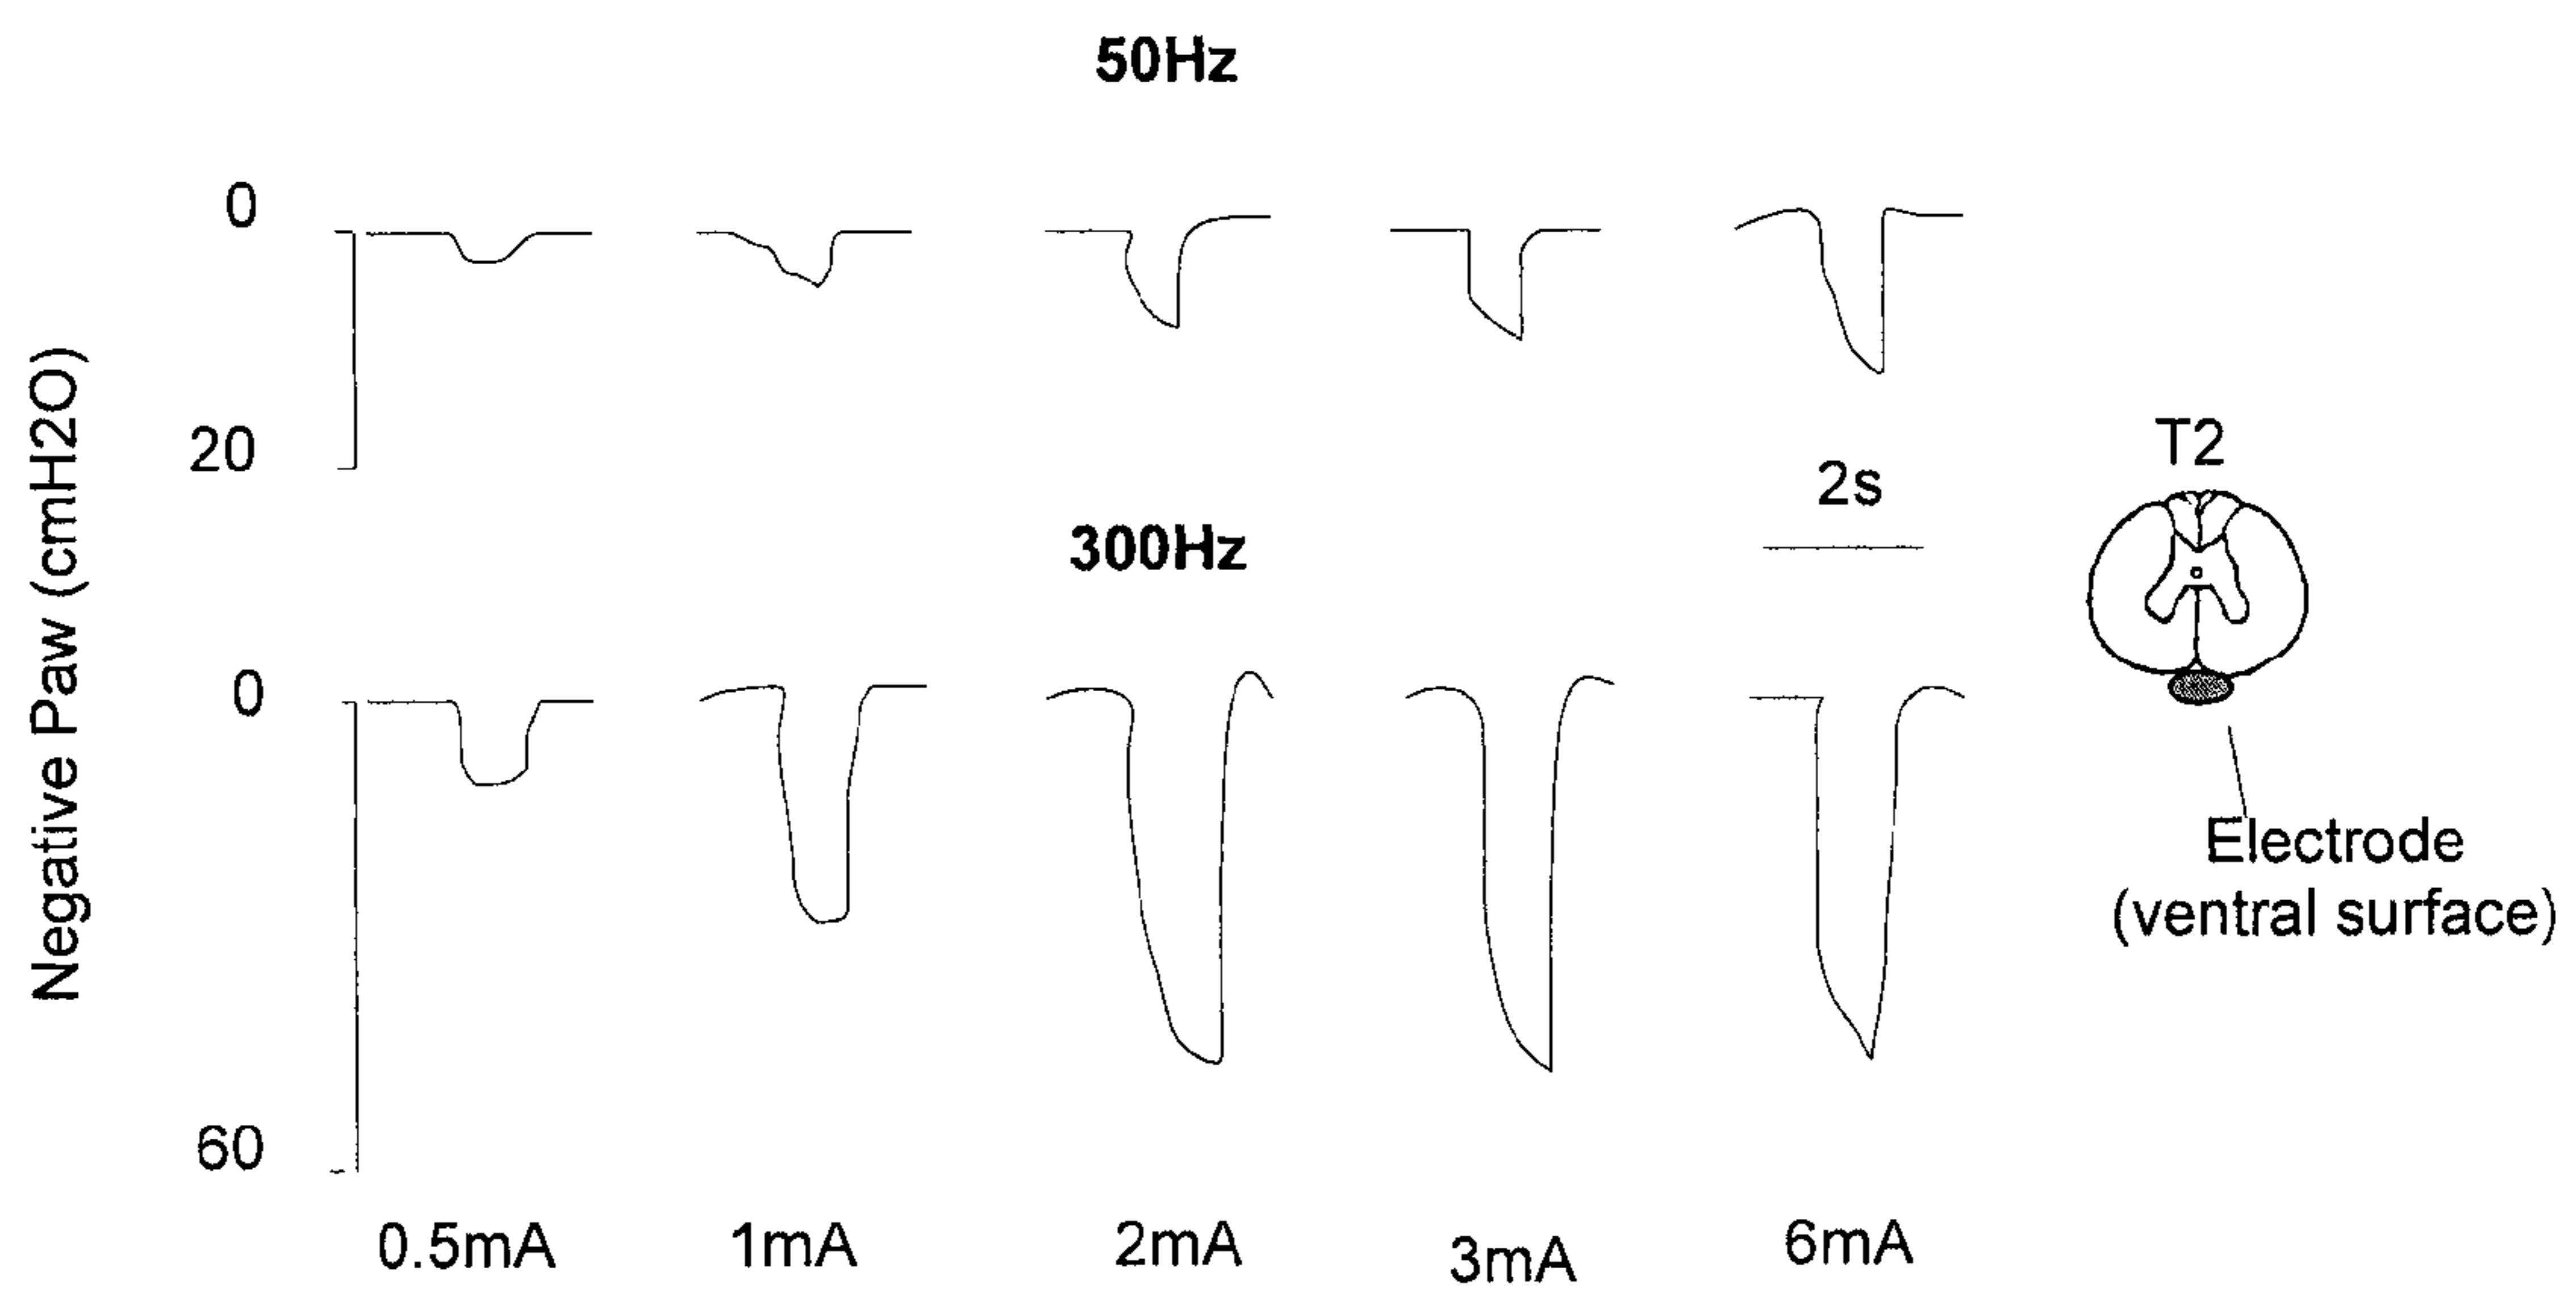 50Hz
0
20
2s
T2
300Hz
Negative Paw (cmH2O)
0
60
Electrode
(ventral surface)
0.5mA
1mA
2mA
3mA
6mA